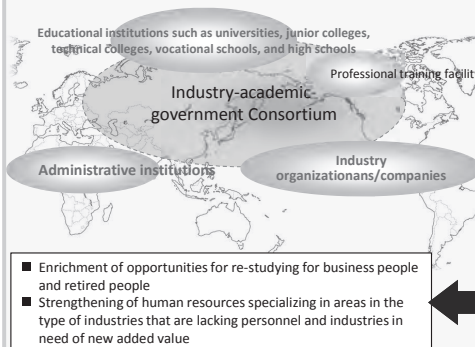 Educational institutions such as universities, junior colleges,
technical colleges, vocational schools, and high schools
Professional training facilit
Industry-academic-
government Consortium
Administrative institutions
Industry
organizationans/companies
■ Enrichment of opportunities for re-studying for business people
and retired people
■ Strengthening of human resources specializing in areas in the
type of industries that are lacking personnel and industries in
need of new added value